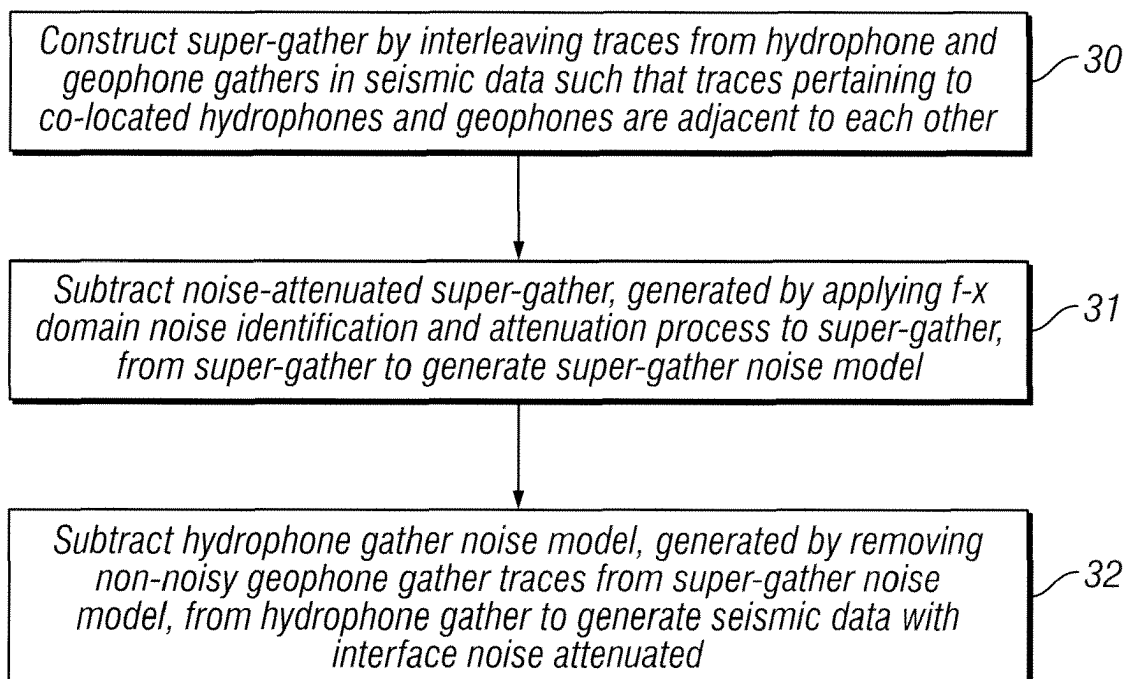 Construct super-gather by interleaving traces from hydrophone and
geophone gathers in seismic data such that traces pertaining to
co-located hydrophones and geophones are adjacent to each other
30
Subtract noise-attenuated super-gather, generated by applying f-x
domain noise identification and attenuation process to super-gather,
from super-gather to generate super-gather noise model
31
Subtract hydrophone gather noise model, generated by removing
non-noisy geophone gather traces from super-gather noise
model, from hydrophone gather to generate seismic data with
interface noise attenuated
32